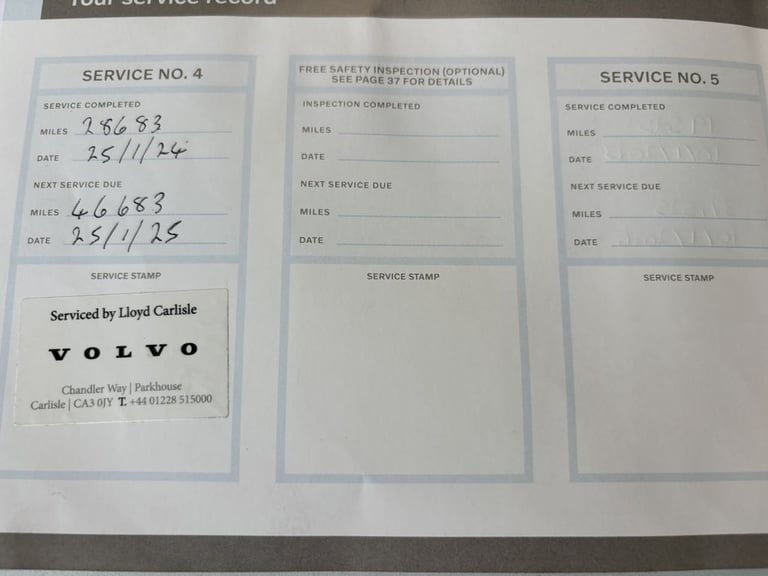 Your service record
SERVICE NO. 4
SERVICE COMPLETED
MILES 28683
DATE 25/1/24
NEXT SERVICE DUE
MILES 46683
DATE 25/1/25
SERVICE STAMP
Serviced by Lloyd Carlisle
VOLVO
Chandler Way | Parkhouse
Carlisle | CA3 0JY T. +44 01228 515000
FREE SAFETY INSPECTION (OPTIONAL)
SEE PAGE 37 FOR DETAILS
INSPECTION COMPLETED
MILES
DATE
NEXT SERVICE DUE
MILES
DATE
SERVICE STAMP
SERVICE NO. 5
SERVICE COMPLETED
MILES
DATE
NEXT SERVICE DUE
MILES
DATE
SERVICE STAMP